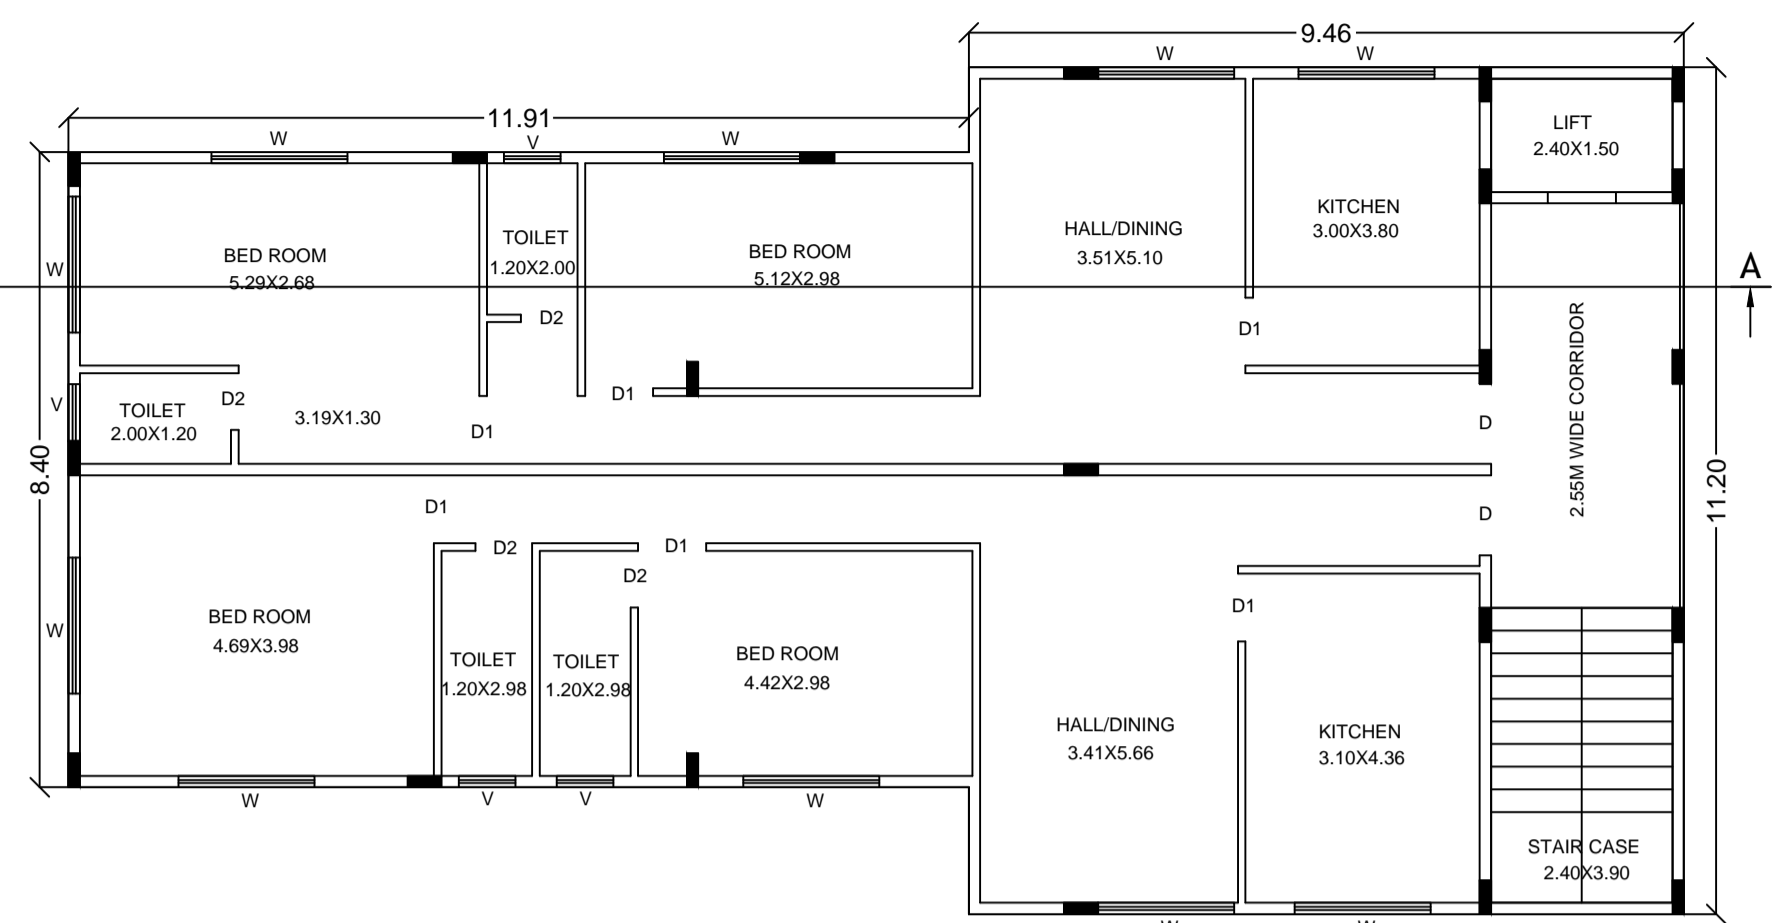 9.46
W
W
11.91
W
V
W
LIFT
2.40X1.50
HALL/DINING
3.51X5.10
KITCHEN
3.00X3.80
TOILET
1.20X2.00
BED ROOM
5.29X2.68
BED ROOM
5.12X2.98
W
A
D2
D1
2.55M WIDE CORRIDOR
D1
D2
V
TOILET
2.00X1.20
3.19X1.30
D1
D
8.40
11.20
D1
D
D2
D1
D2
D1
BED ROOM
4.69X3.98
W
TOILET
1.20X2.98
TOILET
1.20X2.98
BED ROOM
4.42X2.98
HALL/DINING
3.41X5.66
KITCHEN
3.10X4.36
W
V
V
W
STAIR CASE
2.40X3.90
W
W